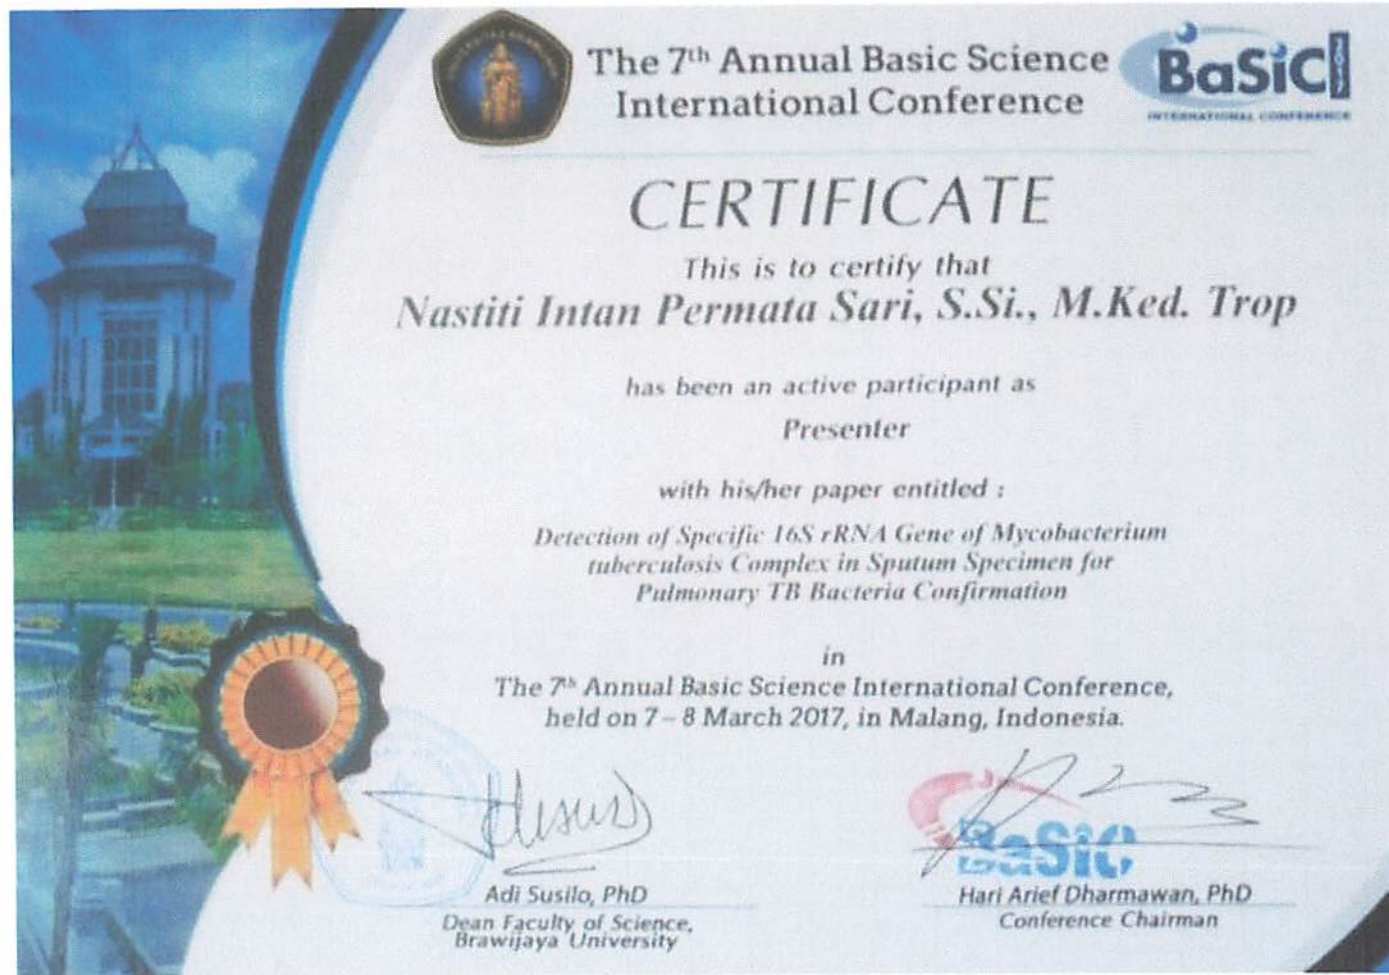 The 7th Annual Basic Science
International Conference
BaSiC 2017
INTERNATIONAL CONFERENCE
CERTIFICATE
This is to certify that
Nastiti Intan Permata Sari, S.Si., M.Ked. Trop
has been an active participant as
Presenter
with his/her paper entitled :
Detection of Specific 16S rRNA Gene of Mycobacterium
tuberculosis Complex in Sputum Specimen for
Pulmonary TB Bacteria Confirmation
in
The 7th Annual Basic Science International Conference,
held on 7 – 8 March 2017, in Malang, Indonesia.
BaSiC
Adi Susilo, PhD
Dean Faculty of Science,
Brawijaya University
Hari Arief Dharmawan, PhD
Conference Chairman